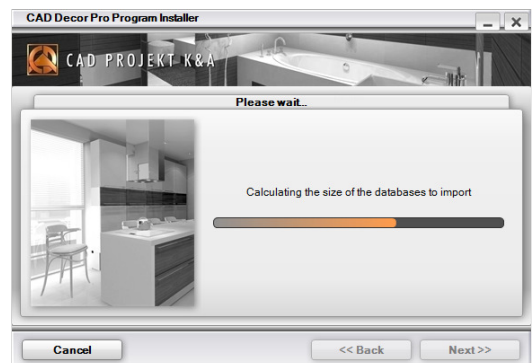 CAD Decor Pro Program Installer
CAD PROJEKT K&A
Please wait...
Calculating the size of the databases to import
Cancel
<< Back
Next >>